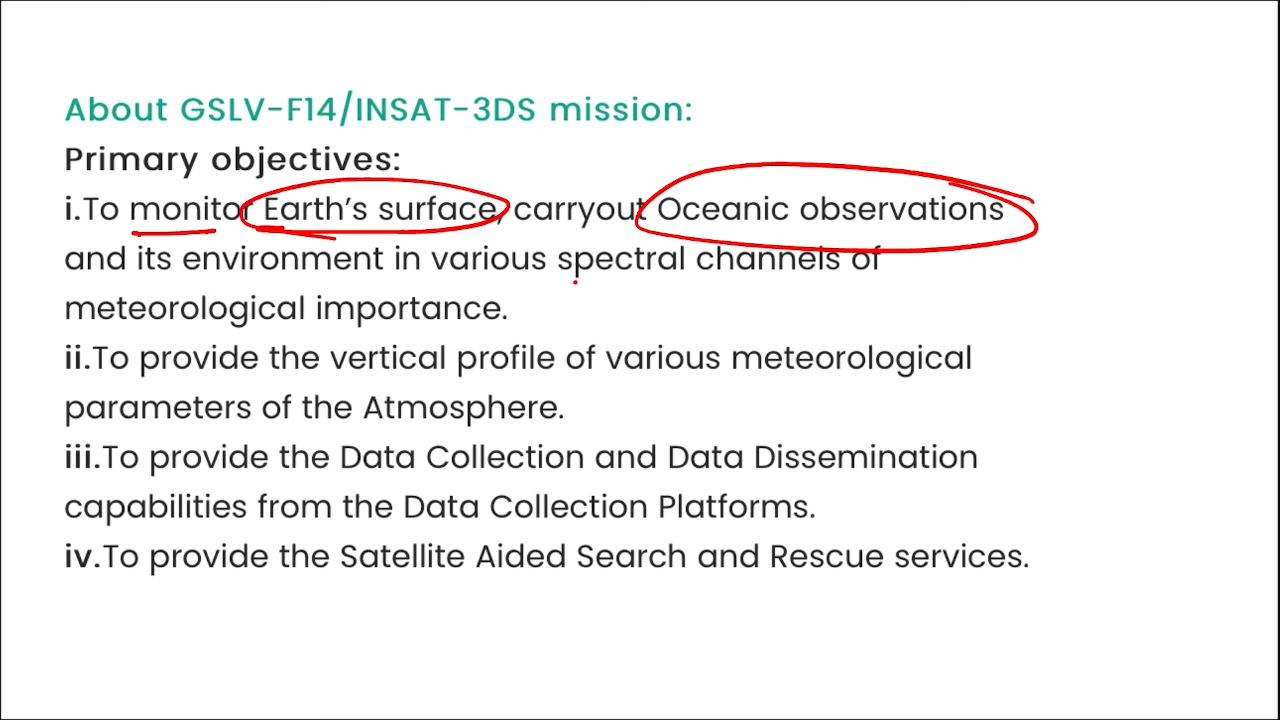 About GSLV-F14/INSAT-3DS mission:
Primary objectives:
i.To monitor Earth's surface, carryout Oceanic observations
and its environment in various spectral channels of
meteorological importance.
ii.To provide the vertical profile of various meteorological
parameters of the Atmosphere.
iii.To provide the Data Collection and Data Dissemination
capabilities from the Data Collection Platforms.
iv.To provide the Satellite Aided Search and Rescue services.